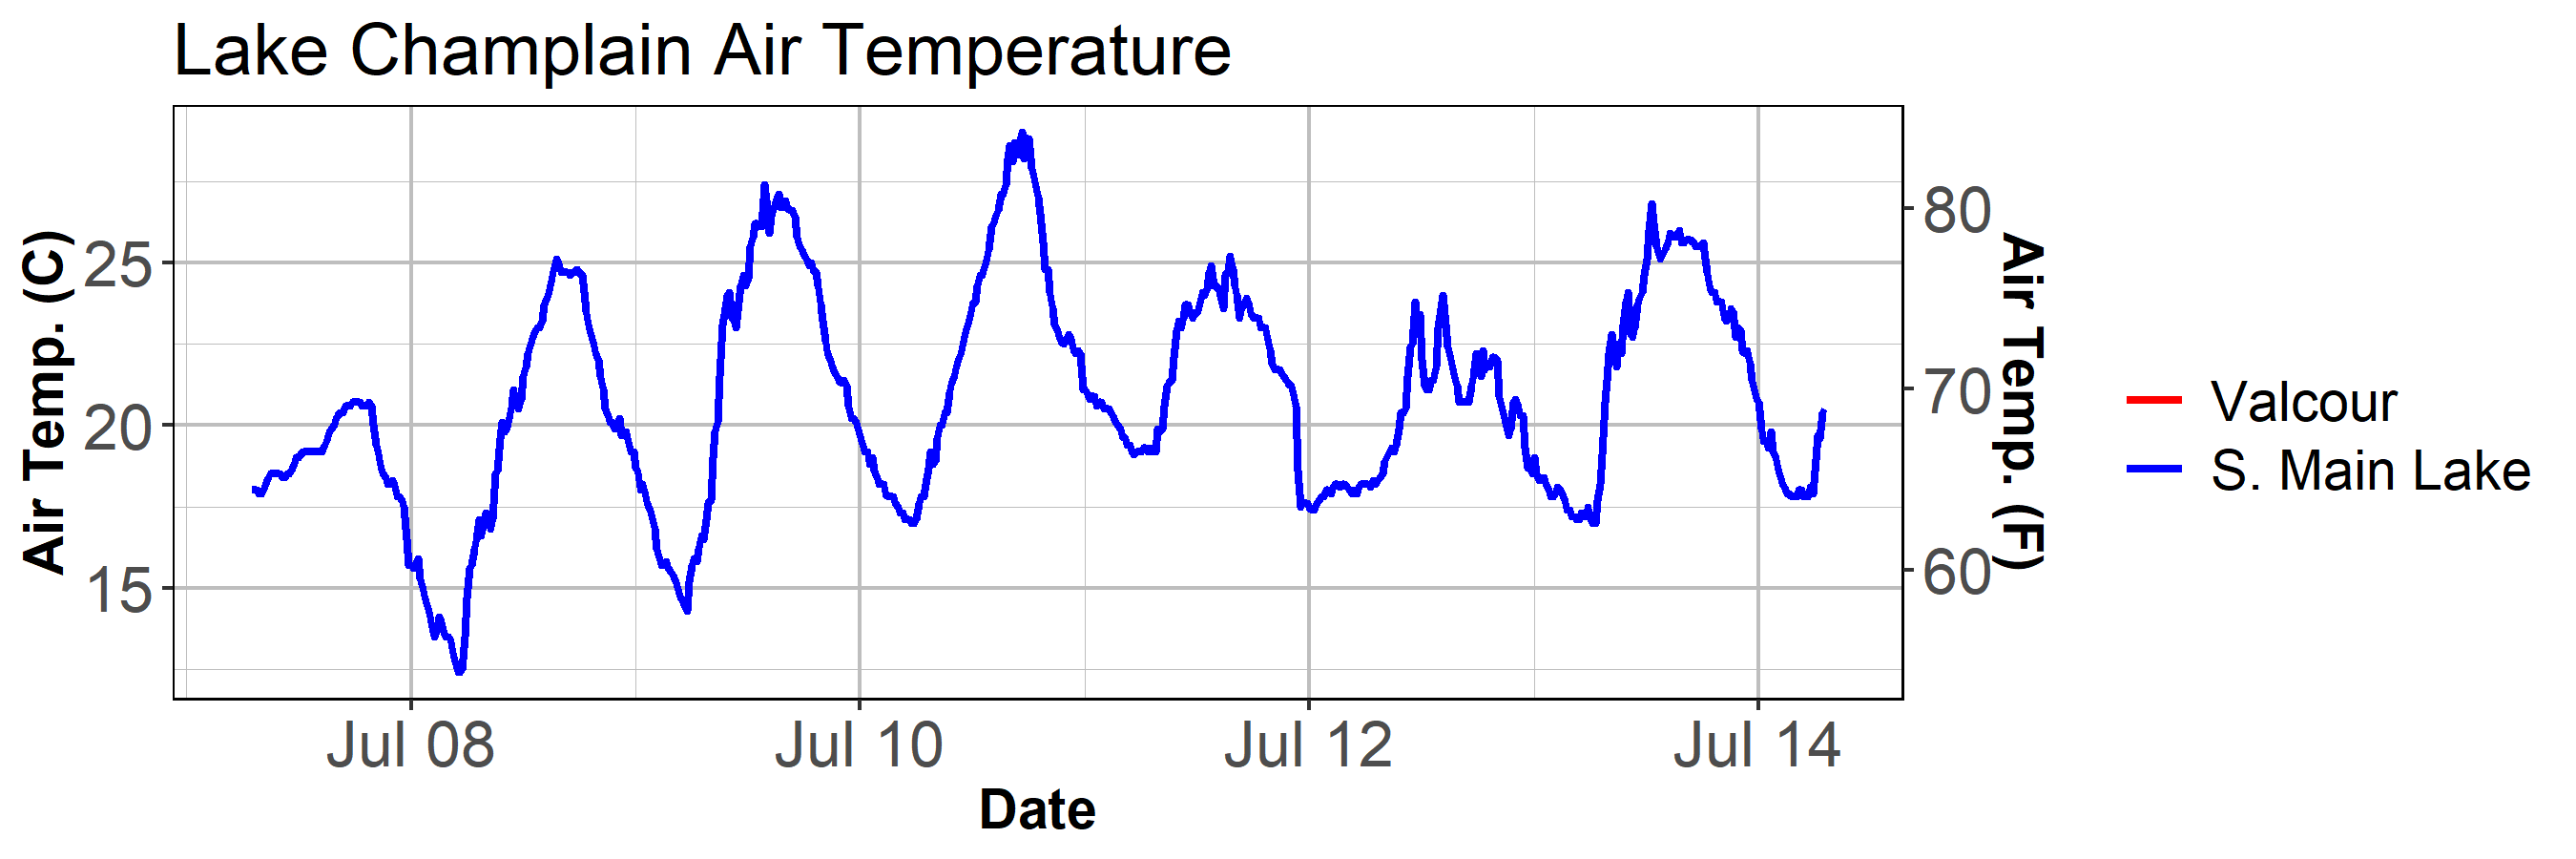 Lake Champlain Air Temperature
Air Temp. (C)
25
20
15
80
70
60
Air Temp. (F)
Jul 08
Jul 10
Jul 12
Jul 14
Date
Valcour
S. Main Lake